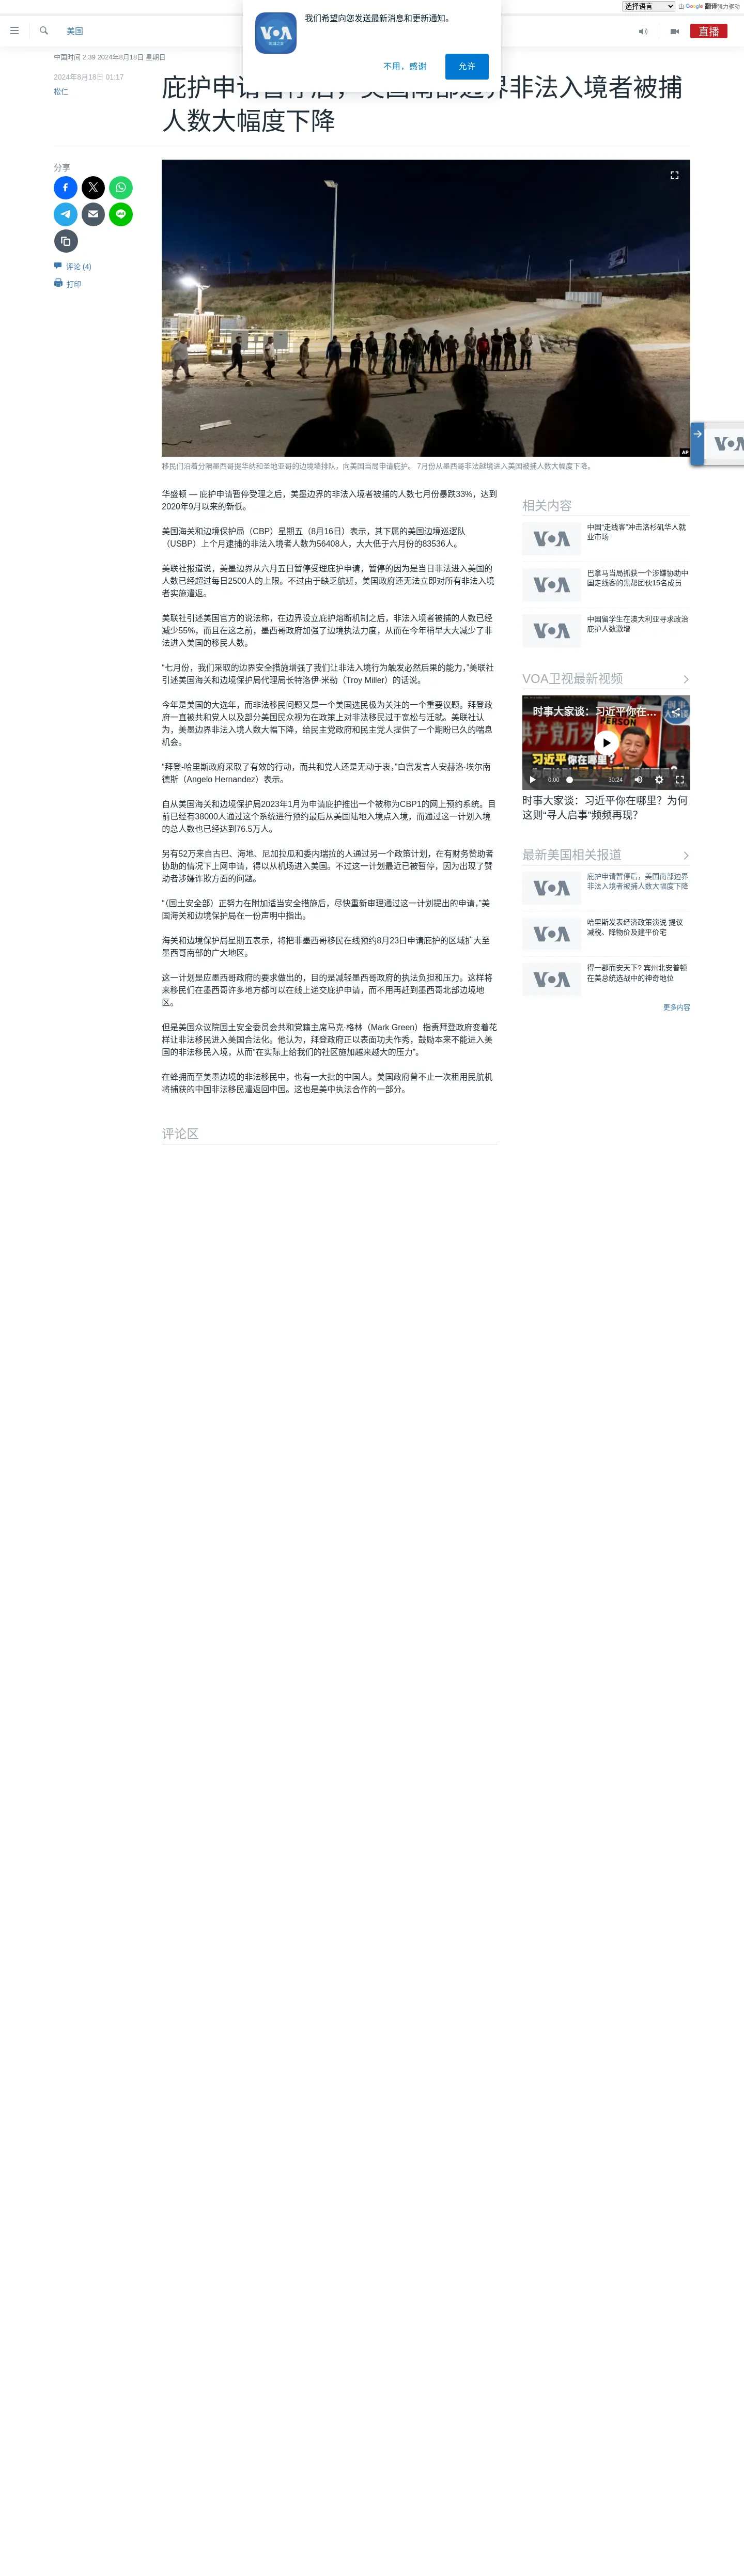 选择语言
由 Google 翻译强力驱动
美国
直播
VOA
美国之音
我们希望向您发送最新消息和更新通知。
不用，感谢
允许
中国时间 2:39 2024年8月18日 星期日
2024年8月18日 01:17
松仁
庇护申请暂停后，美国南部边界非法入境者被捕
人数大幅度下降
分享
评论 (4)
打印
AP
移民们沿着分隔墨西哥提华纳和圣地亚哥的边境墙排队，向美国当局申请庇护。 7月份从墨西哥非法越境进入美国被捕人数大幅度下降。
华盛顿 — 庇护申请暂停受理之后，美墨边界的非法入境者被捕的人数七月份暴跌33%，达到
2020年9月以来的新低。
美国海关和边境保护局（CBP）星期五（8月16日）表示，其下属的美国边境巡逻队
（USBP）上个月逮捕的非法入境者人数为56408人，大大低于六月份的83536人。
美联社报道说，美墨边界从六月五日暂停受理庇护申请，暂停的因为是当日非法进入美国的
人数已经超过每日2500人的上限。不过由于缺乏航班，美国政府还无法立即对所有非法入境
者实施遣返。
美联社引述美国官方的说法称，在边界设立庇护熔断机制之后，非法入境者被捕的人数已经
减少55%，而且在这之前，墨西哥政府加强了边境执法力度，从而在今年稍早大大减少了非
法进入美国的移民人数。
“七月份，我们采取的边界安全措施增强了我们让非法入境行为触发必然后果的能力，”美联社
引述美国海关和边境保护局代理局长特洛伊·米勒（Troy Miller）的话说。
今年是美国的大选年，而非法移民问题又是一个美国选民极为关注的一个重要议题。拜登政
府一直被共和党人以及部分美国民众视为在政策上对非法移民过于宽松与迁就。美联社认
为，美墨边界非法入境人数大幅下降，给民主党政府和民主党人提供了一个期盼已久的喘息
机会。
“拜登-哈里斯政府采取了有效的行动，而共和党人还是无动于衷，”白宫发言人安赫洛·埃尔南
德斯（Angelo Hernandez）表示。
自从美国海关和边境保护局2023年1月为申请庇护推出一个被称为CBP1的网上预约系统。目
前已经有38000人通过这个系统进行预约最后从美国陆地入境点入境，而通过这一计划入境
的总人数也已经达到76.5万人。
另有52万来自古巴、海地、尼加拉瓜和委内瑞拉的人通过另一个政策计划，在有财务赞助者
协助的情况下上网申请，得以从机场进入美国。不过这一计划最近已被暂停，因为出现了赞
助者涉嫌诈欺方面的问题。
“（国土安全部）正努力在附加适当安全措施后，尽快重新审理通过这一计划提出的申请，”美
国海关和边境保护局在一份声明中指出。
海关和边境保护局星期五表示，将把非墨西哥移民在线预约8月23日申请庇护的区域扩大至
墨西哥南部的广大地区。
这一计划是应墨西哥政府的要求做出的，目的是减轻墨西哥政府的执法负担和压力。这样将
来移民们在墨西哥许多地方都可以在线上递交庇护申请，而不用再赶到墨西哥北部边境地
区。
但是美国众议院国土安全委员会共和党籍主席马克·格林（Mark Green）指责拜登政府变着花
样让非法移民进入美国合法化。他认为，拜登政府正以表面功夫作秀，鼓励本来不能进入美
国的非法移民入境，从而“在实际上给我们的社区施加越来越大的压力”。
在蜂拥而至美墨边境的非法移民中，也有一大批的中国人。美国政府曾不止一次租用民航机
将捕获的中国非法移民遣返回中国。这也是美中执法合作的一部分。
评论区
相关内容
VOA
中国“走线客”冲击洛杉矶华人就
业市场
VOA
巴拿马当局抓获一个涉嫌协助中
国走线客的黑帮团伙15名成员
VOA
中国留学生在澳大利亚寻求政治
庇护人数激增
VOA卫视最新视频
时事大家谈：习近平你在…
PERSON
共产党万岁
习近平你在哪里?
0:00
30:24
时事大家谈：习近平你在哪里？为何
这则“寻人启事”频频再现？
最新美国相关报道
VOA
庇护申请暂停后，美国南部边界
非法入境者被捕人数大幅度下降
VOA
哈里斯发表经济政策演说 提议
减税、降物价及建平价宅
VOA
得一郡而安天下? 宾州北安普顿
在美总统选战中的神奇地位
更多内容